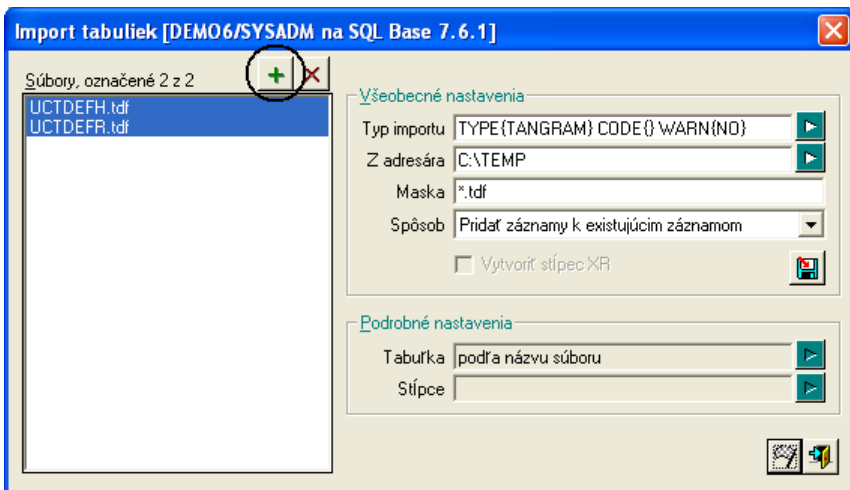 Import tabuliek [DEMO6/SYSADM na SQL Base 7.6.1]
Súbory, označené 2 z 2
UCTDEFH.tdf
UCTDEFR.tdf
Všeobecné nastavenia
Typ importu TYPE{TANGRAM} CODE{} WARN{NO}
Z adresára C:\TEMP
Maska *.tdf
Spôsob Pridať záznamy k existujúcim záznamom
Vytvoriť stĺpec XR
Podrobné nastavenia
Tabuľka podľa názvu súboru
Stĺpce